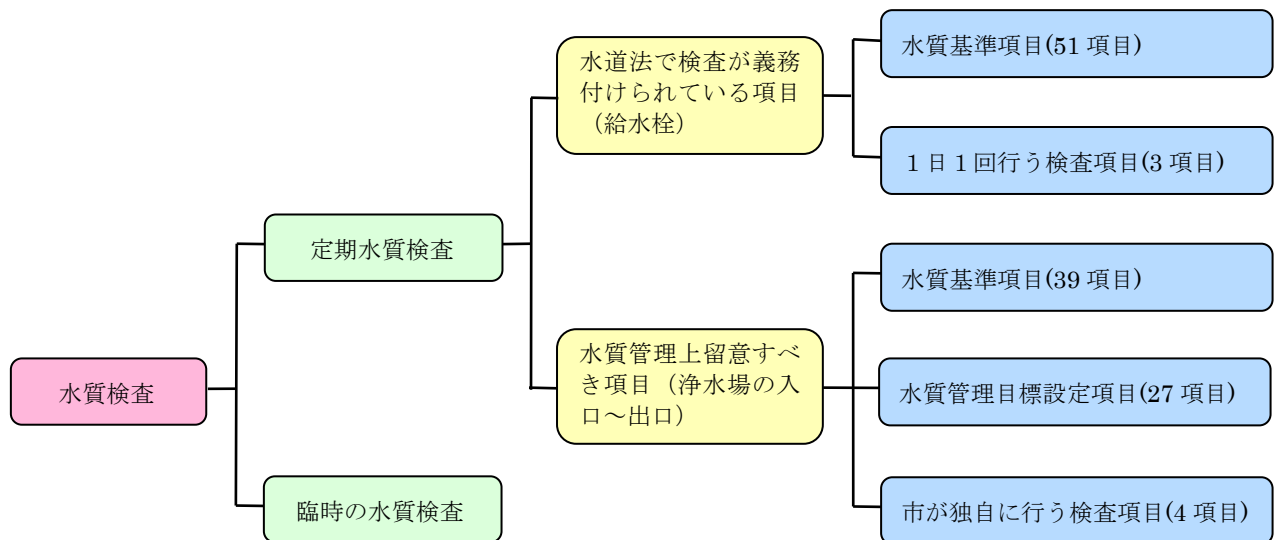 水質検査
定期水質検査
臨時の水質検査
水道法で検査が義務
付けられている項目
（給水栓）
水質管理上留意すべ
き項目（浄水場の入
口～出口）
水質基準項目(51 項目)
１日１回行う検査項目(3 項目)
水質基準項目(39 項目)
水質管理目標設定項目(27 項目)
市が独自に行う検査項目(4 項目)